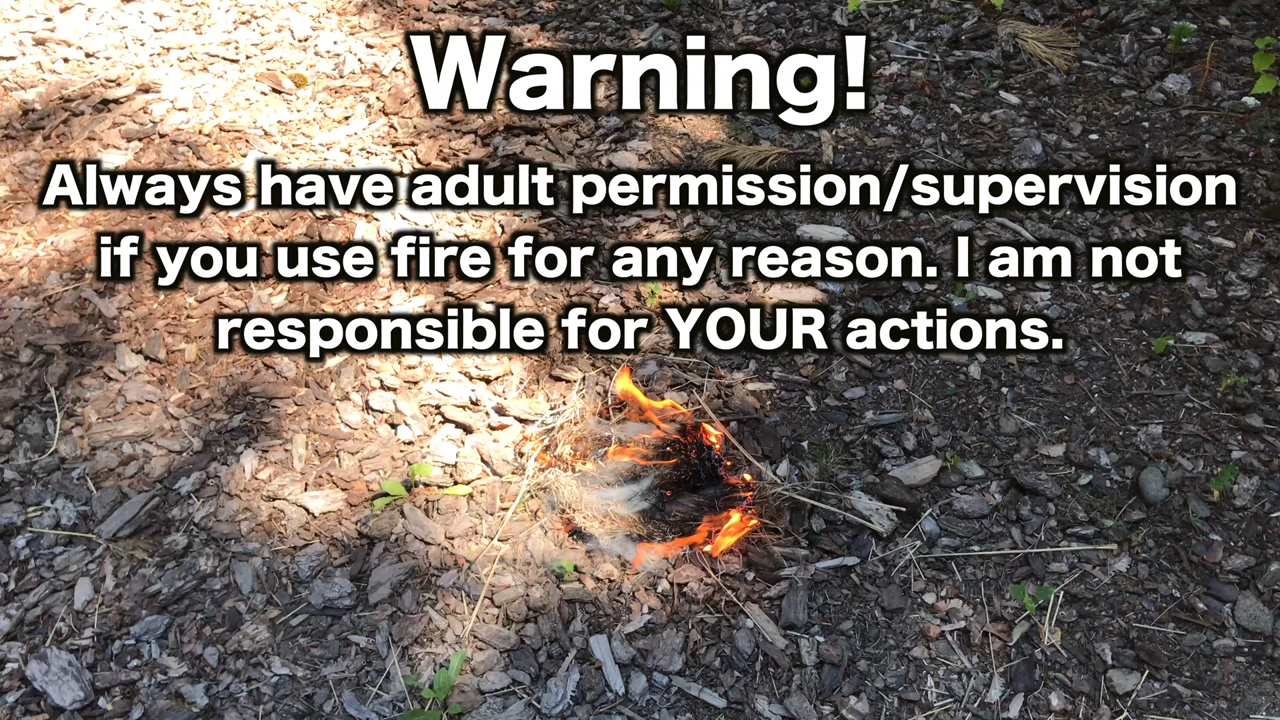 Warning!
Always have adult permission/supervision
if you use fire for any reason. I am not
responsible for YOUR actions.